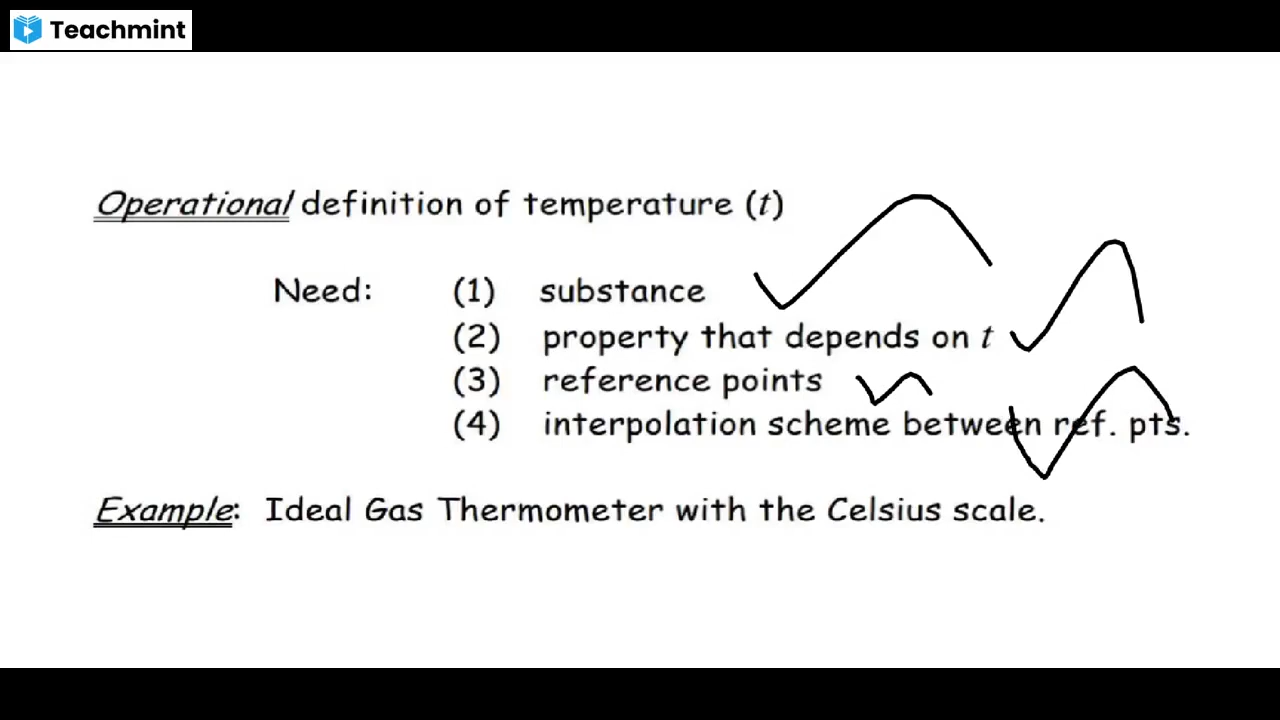 Teachmint
Operational definition of temperature (t)
Need: (1) substance
(2) property that depends on t
(3) reference points
(4) interpolation scheme between ref. pts.
Example: Ideal Gas Thermometer with the Celsius scale.